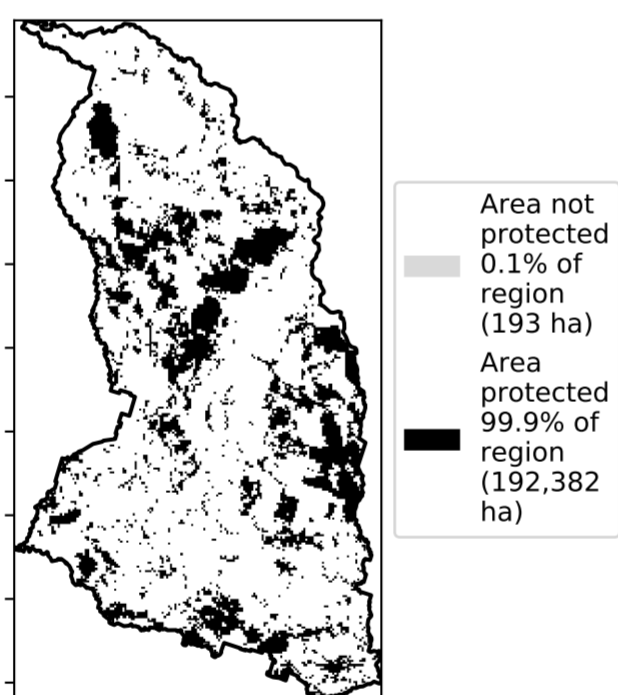 Area not
protected
0.1% of
region
(193 ha)
Area
protected
99.9% of
region
(192,382
ha)